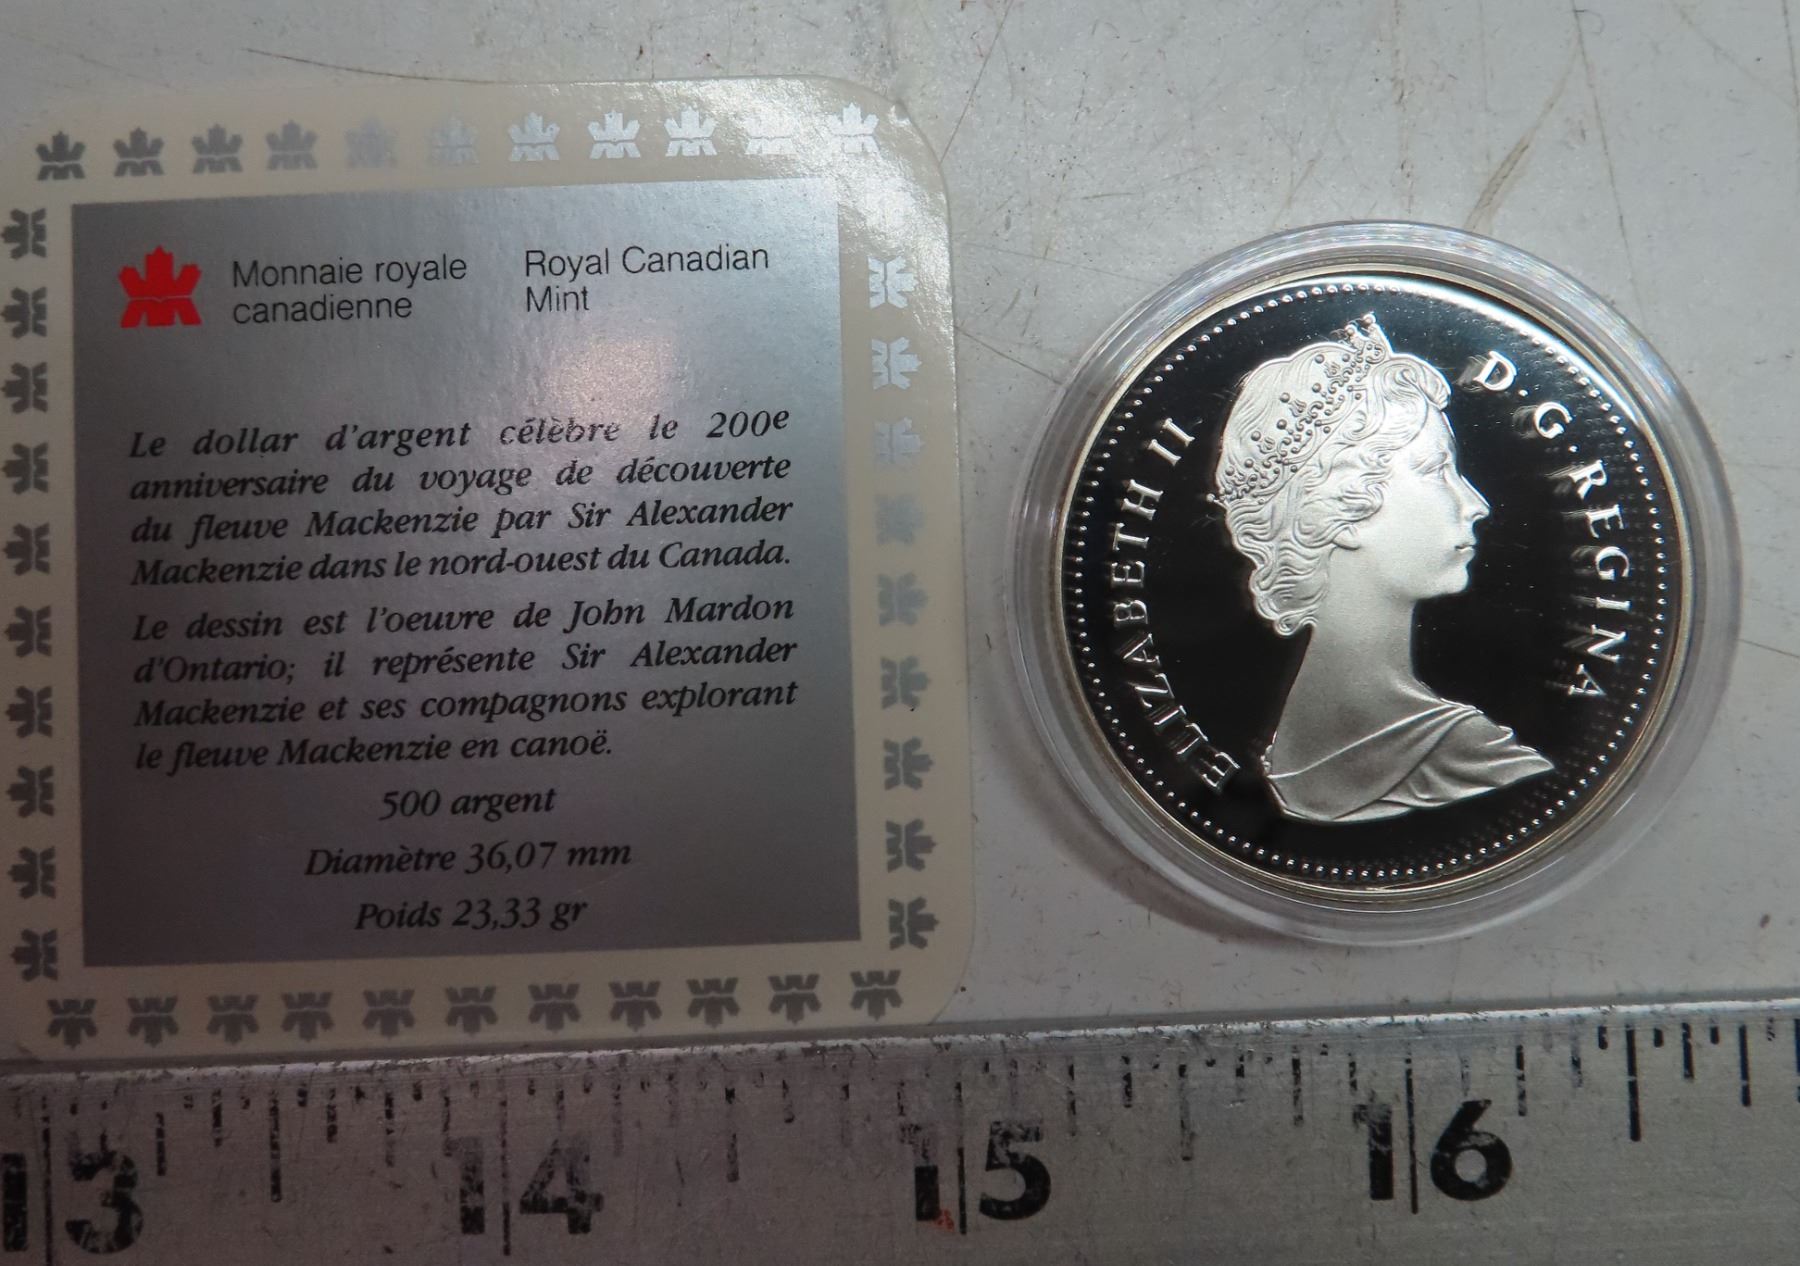 Monnaie royale
canadienne
Royal Canadian
Mint
Le dollar d'argent célèbre le 200e
anniversaire du voyage de découverte
du fleuve Mackenzie par Sir Alexander
Mackenzie dans le nord-ouest du Canada.
Le dessin est l'oeuvre de John Mardon
d'Ontario; il représente Sir Alexander
Mackenzie et ses compagnons explorant
le fleuve Mackenzie en canoë.
500 argent
Diamètre 36,07 mm
Poids 23,33 gr
ELIZABETH II
D.G.REGINA
13 14 15 16